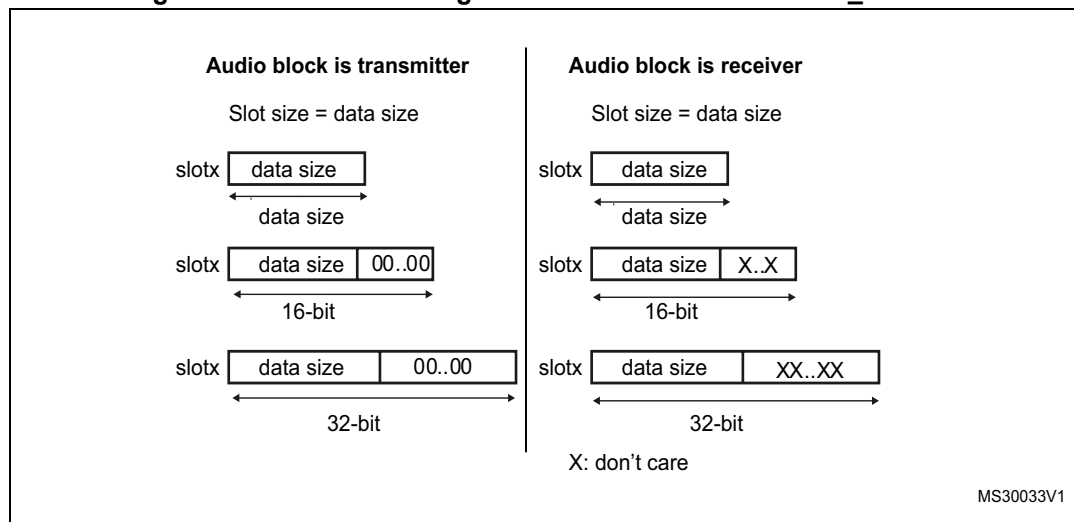 Audio block is transmitter
Slot size = data size
slotx data size
data size
slotx data size 00..00
16-bit
slotx data size 00..00
32-bit
Audio block is receiver
Slot size = data size
slotx data size
data size
slotx data size X..X
16-bit
slotx data size XX..XX
32-bit
X: don't care
MS30033V1